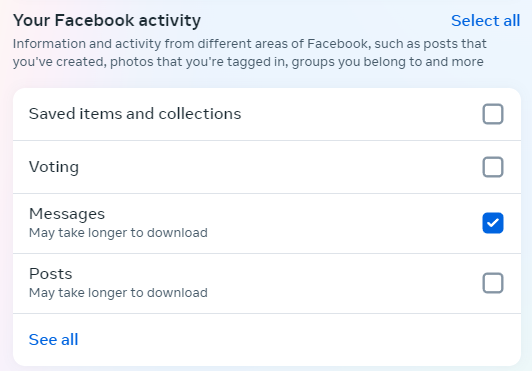 Your Facebook activity
Select all
Information and activity from different areas of Facebook, such as posts that
you've created, photos that you're tagged in, groups you belong to and more
Saved items and collections
Voting
Messages
May take longer to download
Posts
May take longer to download
See all